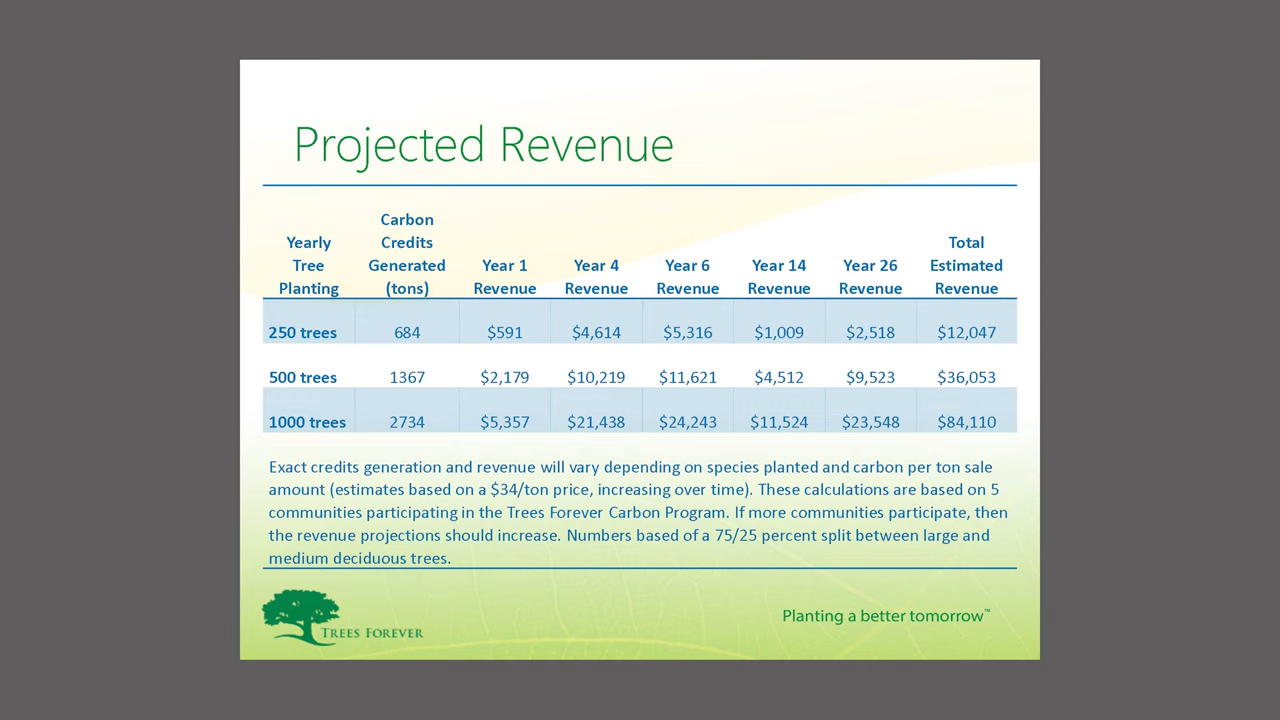 Projected Revenue
Yearly Tree Planting Carbon Credits Generated (tons) Year 1 Revenue Year 4 Revenue Year 6 Revenue Year 14 Revenue Year 26 Revenue Total Estimated Revenue
250 trees 684 $591 $4,614 $5,316 $1,009 $2,518 $12,047
500 trees 1367 $2,179 $10,219 $11,621 $4,512 $9,523 $36,053
1000 trees 2734 $5,357 $21,438 $24,243 $11,524 $23,548 $84,110
Exact credits generation and revenue will vary depending on species planted and carbon per ton sale
amount (estimates based on a $34/ton price, increasing over time). These calculations are based on 5
communities participating in the Trees Forever Carbon Program. If more communities participate, then
the revenue projections should increase. Numbers based of a 75/25 percent split between large and
medium deciduous trees.
TREES FOREVER
Planting a better tomorrow™